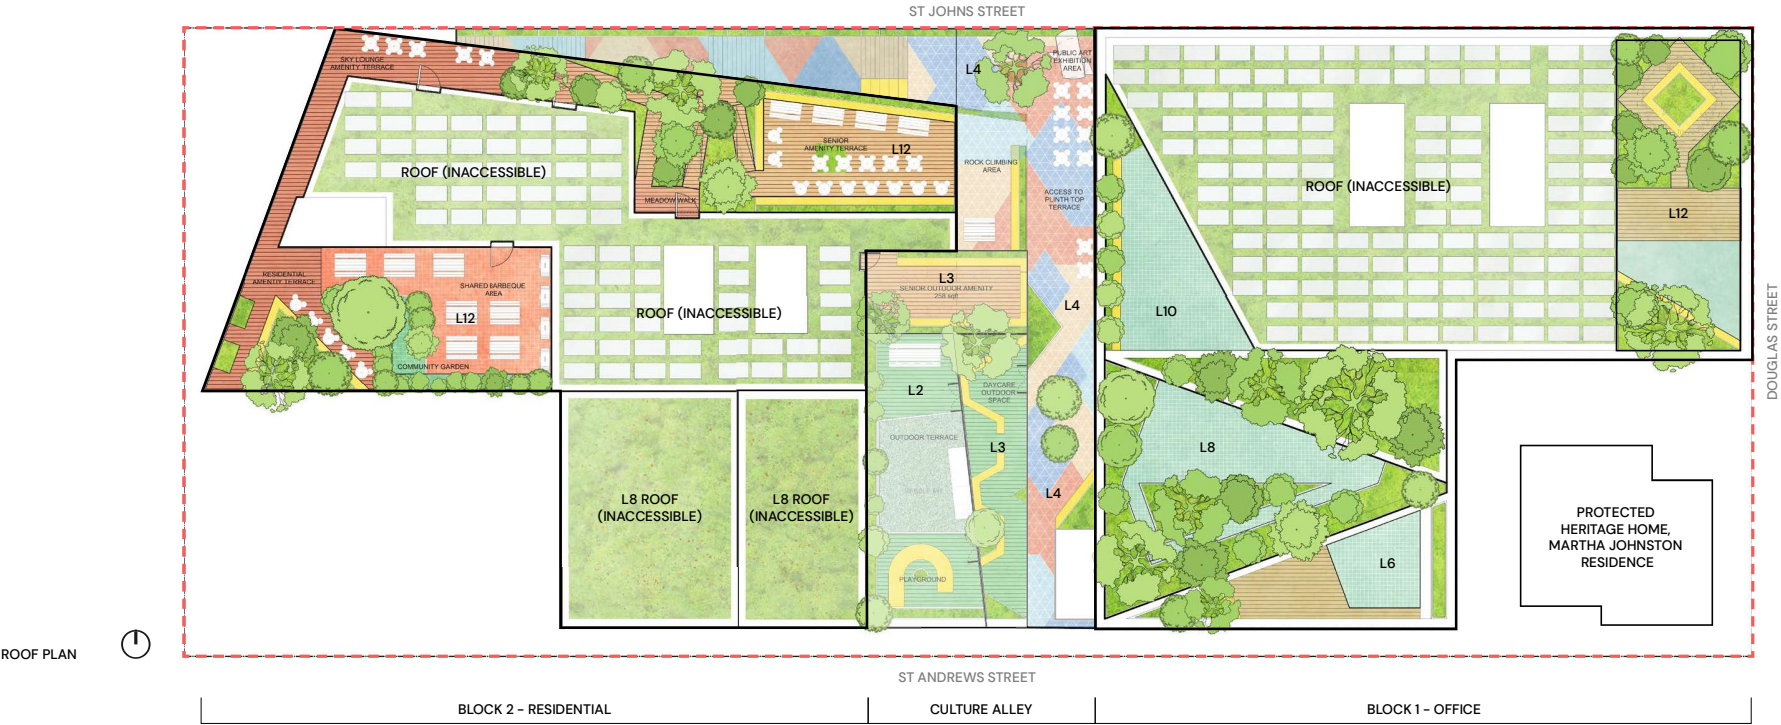 ST JOHNS STREET
SKY LOUNGE
AMENITY TERRACE
L4
PUBLIC ART
EXHIBITION
AREA
SENIOR
AMENITY TERRACE
L12
ROOF (INACCESSIBLE)
ROCK CLIMBING
AREA
ROOF (INACCESSIBLE)
MEADOW WALK
ACCESS TO
PLINTH TOP
TERRACE
L12
RESIDENTIAL
AMENITY TERRACE
SHARED BARBEQUE
AREA
L12
COMMUNITY GARDEN
ROOF (INACCESSIBLE)
L3
SENIOR OUTDOOR AMENITY
258 sqft
L4
L10
DOUGLAS STREET
L2
DAYCARE
OUTDOOR
SPACE
OUTDOOR TERRACE
L3
L8
L8 ROOF
(INACCESSIBLE)
L8 ROOF
(INACCESSIBLE)
L4
PLAYGROUND
L6
PROTECTED
HERITAGE HOME,
MARTHA JOHNSTON
RESIDENCE
ROOF PLAN
ST ANDREWS STREET
BLOCK 2 - RESIDENTIAL
CULTURE ALLEY
BLOCK 1 - OFFICE